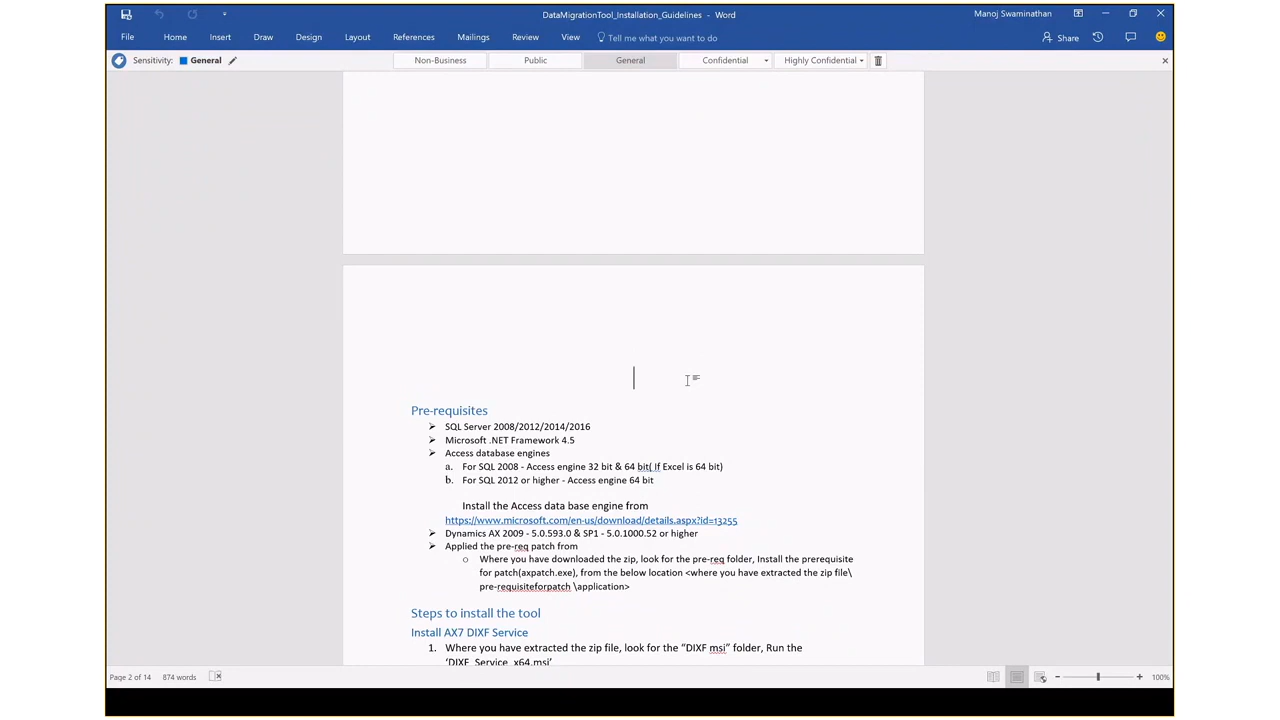 DataMigrationTool_Installation_Guidelines - Word
Manoj Swaminathan
File Home Insert Draw Design Layout References Mailings Review View Tell me what you want to do
Share
Sensitivity: General
Non-Business Public General Confidential Highly Confidential
Pre-requisites
SQL Server 2008/2012/2014/2016
Microsoft .NET Framework 4.5
Access database engines
a. For SQL 2008 - Access engine 32 bit & 64 bit( If Excel is 64 bit)
b. For SQL 2012 or higher - Access engine 64 bit
Install the Access data base engine from
https://www.microsoft.com/en-us/download/details.aspx?id=13255
Dynamics AX 2009 - 5.0.593.0 & SP1 - 5.0.1000.52 or higher
Applied the pre-req patch from
o Where you have downloaded the zip, look for the pre-req folder, Install the prerequisite
for patch(axpatch.exe), from the below location <where you have extracted the zip file\
pre-requisiteforpatch \application>
Steps to install the tool
Install AX7 DIXF Service
1. Where you have extracted the zip file, look for the "DIXF msi" folder, Run the
'DIXF_Service_x64.msi'
Page 2 of 14 874 words
100%